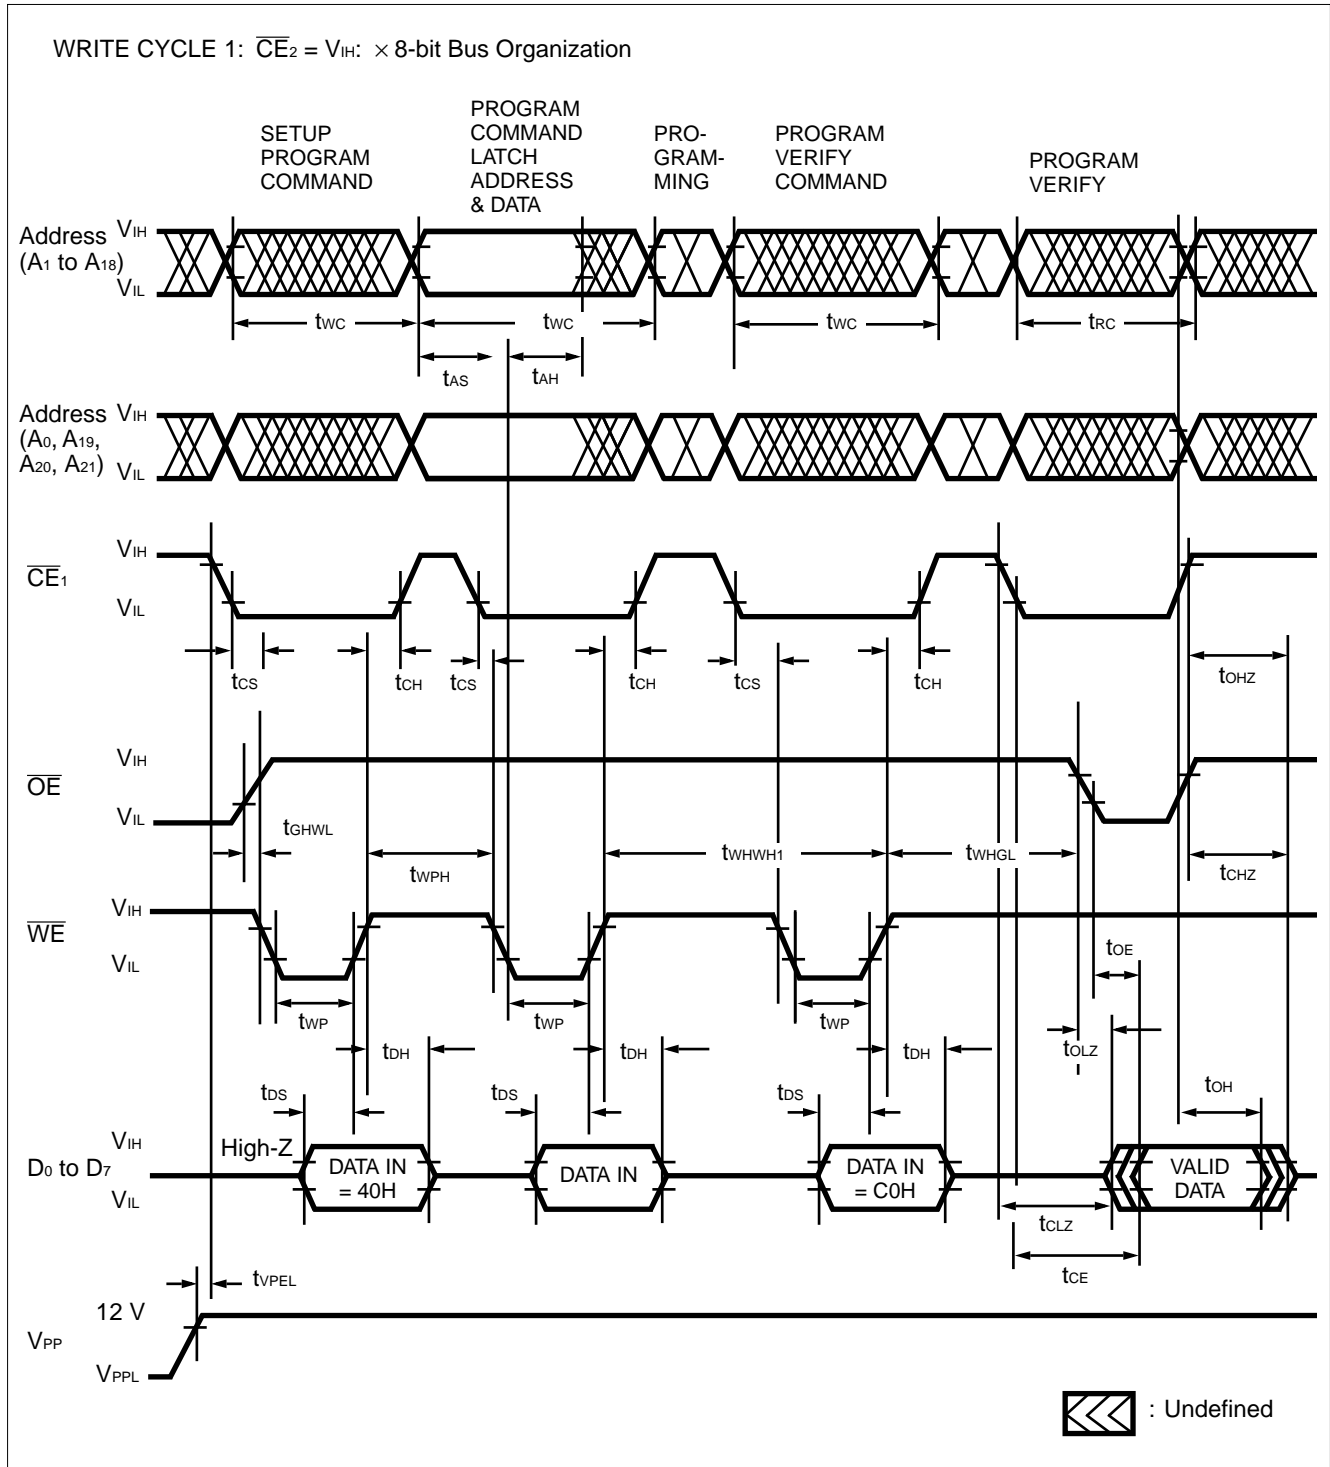 WRITE CYCLE 1: CE2 = VIH: × 8-bit Bus Organization
SETUP
PROGRAM
COMMAND
PROGRAM
COMMAND
LATCH
ADDRESS
& DATA
PRO-
GRAM-
MING
PROGRAM
VERIFY
COMMAND
PROGRAM
VERIFY
Address
(A1 to A18)
VIH
VIL
tWC
tWC
tWC
tRC
tAS
tAH
Address
(A0, A19,
A20, A21)
VIH
VIL
CE1
VIH
VIL
tCS
tCH
tCS
tCH
tCS
tCH
tOHZ
OE
VIH
VIL
tGHWL
tWPH
tWHWH1
tWHGL
tCHZ
WE
VIH
VIL
tOE
tWP
tWP
tWP
tDH
tDH
tDH
tOLZ
tDS
tDS
tDS
tOH
D0 to D7
VIH
VIL
High-Z
DATA IN
= 40H
DATA IN
DATA IN
= C0H
VALID
DATA
tCLZ
tCE
tVPEL
VPP
12 V
VPPL
: Undefined